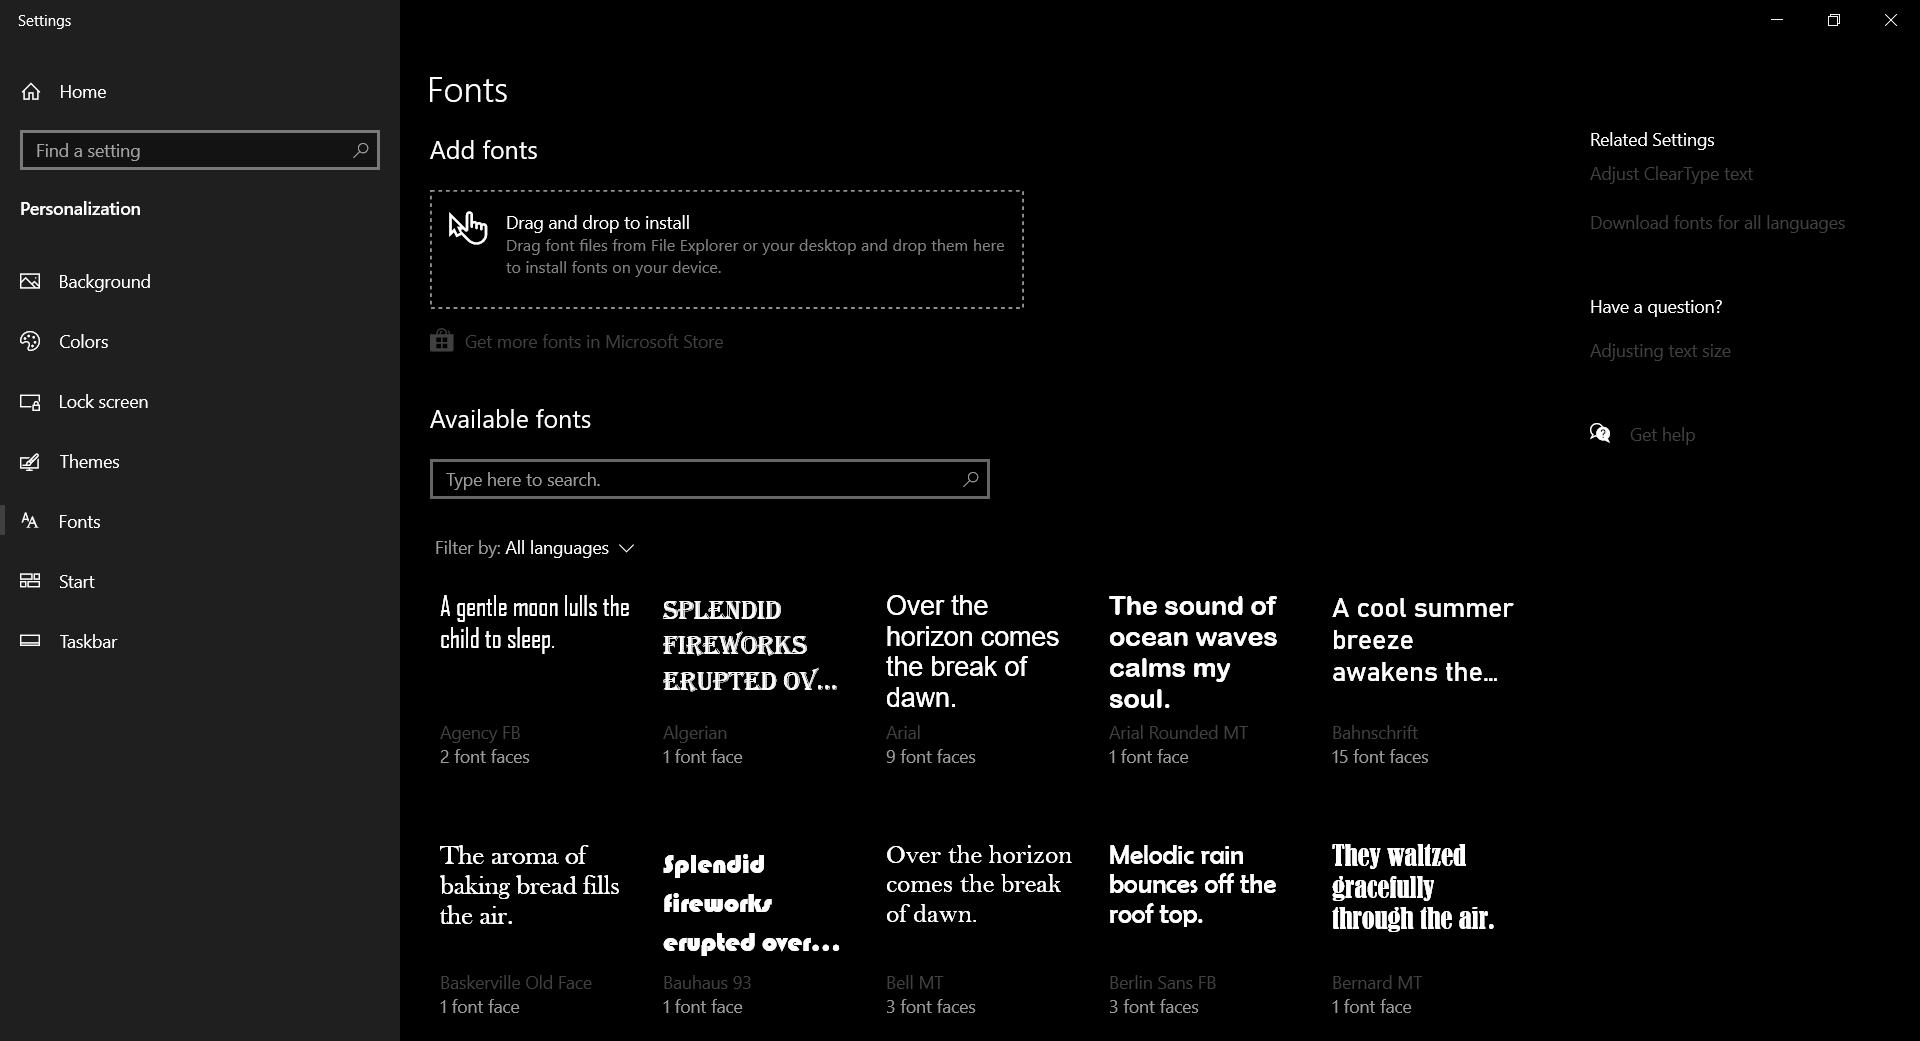 Settings
Home
Find a setting
Personalization
Background
Colors
Lock screen
Themes
Fonts
Start
Taskbar
Fonts
Add fonts
Drag and drop to install
Drag font files from File Explorer or your desktop and drop them here
to install fonts on your device.
Get more fonts in Microsoft Store
Available fonts
Type here to search.
Filter by: All languages
A gentle moon lulls the
child to sleep.
Agency FB
2 font faces
SPLENDID
FIREWORKS
ERUPTED OV...
Algerian
1 font face
Over the
horizon comes
the break of
dawn.
Arial
9 font faces
The sound of
ocean waves
calms my
soul.
Arial Rounded MT
1 font face
A cool summer
breeze
awakens the...
Bahnschrift
15 font faces
The aroma of
baking bread fills
the air.
Baskerville Old Face
1 font face
Splendid
fireworks
erupted over...
Bauhaus 93
1 font face
Over the horizon
comes the break
of dawn.
Bell MT
3 font faces
Melodic rain
bounces off the
roof top.
Berlin Sans FB
3 font faces
They waltzed
gracefully
through the air.
Bernard MT
1 font face
Related Settings
Adjust ClearType text
Download fonts for all languages
Have a question?
Adjusting text size
Get help